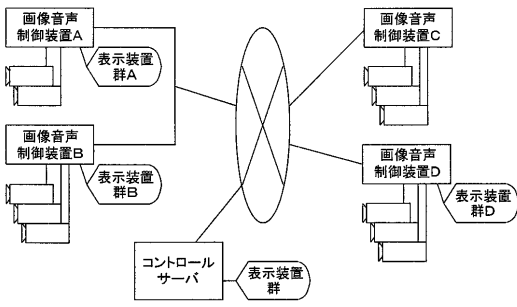 画像音声
制御装置A
表示装置
群A
画像音声
制御装置B
表示装置
群B
画像音声
制御装置C
画像音声
制御装置D
表示装置
群D
コントロール
サーバ
表示装置
群